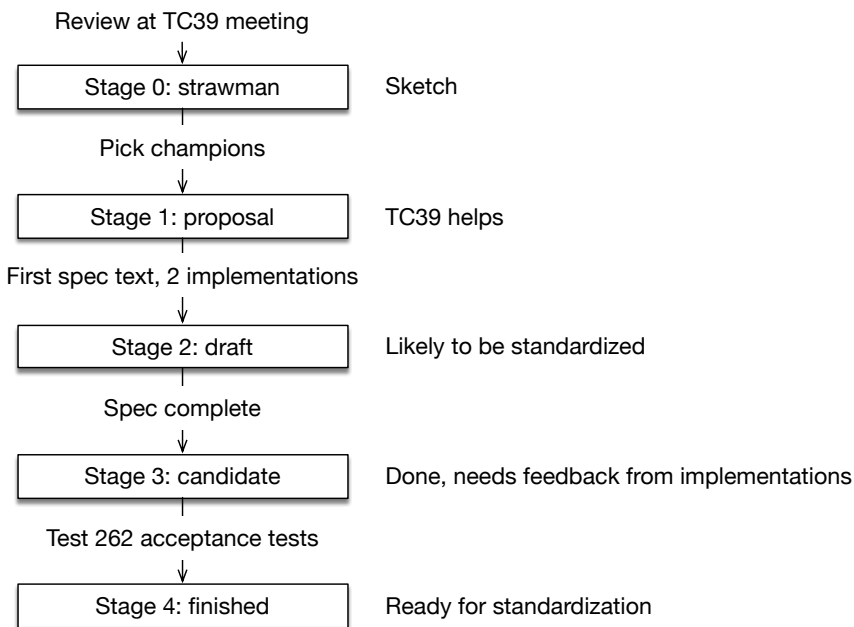 Review at TC39 meeting
Stage 0: strawman
Sketch
Pick champions
Stage 1: proposal
TC39 helps
First spec text, 2 implementations
Stage 2: draft
Likely to be standardized
Spec complete
Stage 3: candidate
Done, needs feedback from implementations
Test 262 acceptance tests
Stage 4: finished
Ready for standardization